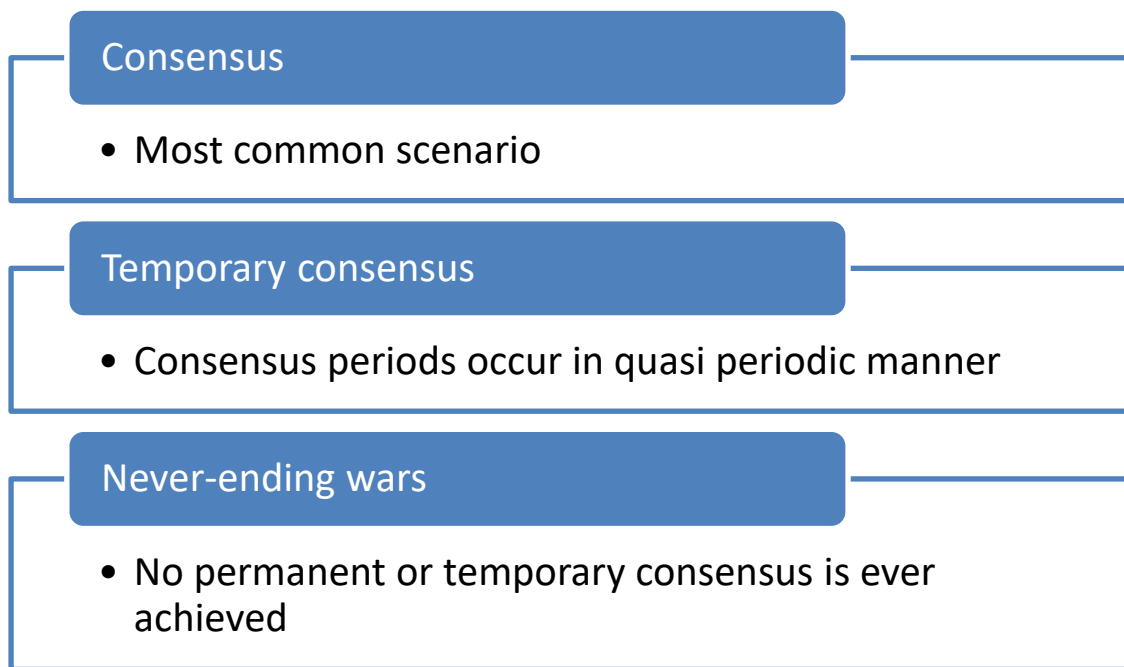 Consensus
• Most common scenario
Temporary consensus
• Consensus periods occur in quasi periodic manner
Never-ending wars
• No permanent or temporary consensus is ever
achieved